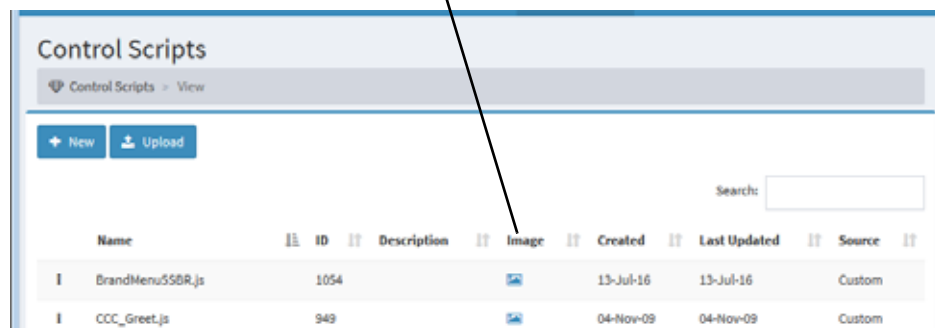 Control Scripts
Control Scripts > View
+ New Upload
Search:
Name ID Description Image Created Last Updated Source
BrandMenuSSBR.js 1054 13-Jul-16 13-Jul-16 Custom
CCC_Greet.js 949 04-Nov-09 04-Nov-09 Custom